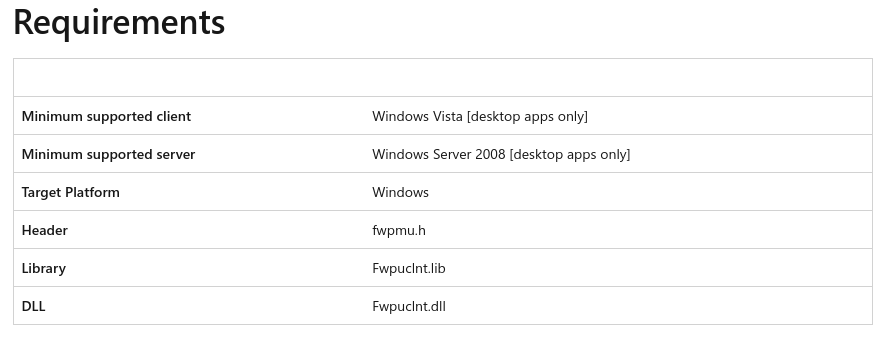 Requirements
Minimum supported client Windows Vista [desktop apps only]
Minimum supported server Windows Server 2008 [desktop apps only]
Target Platform Windows
Header fwpmu.h
Library Fwpuclnt.lib
DLL Fwpuclnt.dll